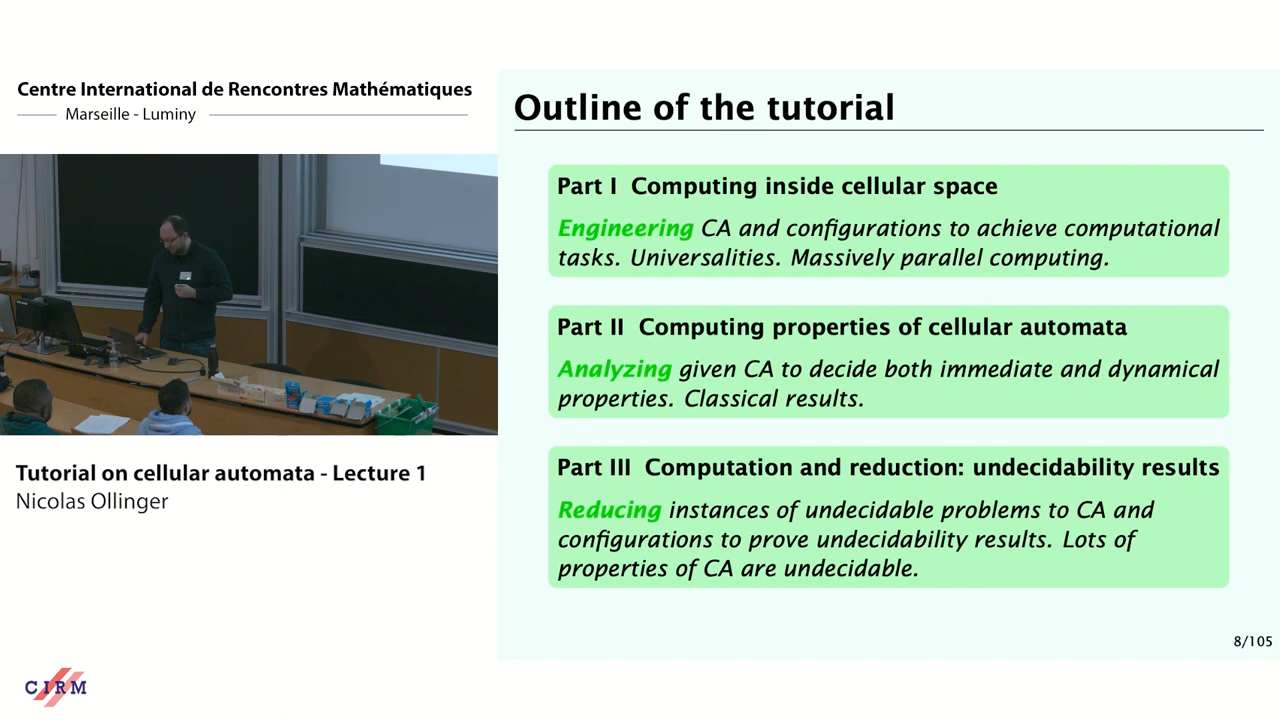 Centre International de Rencontres Mathématiques
Marseille - Luminy
Tutorial on cellular automata - Lecture 1
Nicolas Ollinger
CIRM
Outline of the tutorial
Part I Computing inside cellular space
Engineering CA and configurations to achieve computational
tasks. Universalities. Massively parallel computing.
Part II Computing properties of cellular automata
Analyzing given CA to decide both immediate and dynamical
properties. Classical results.
Part III Computation and reduction: undecidability results
Reducing instances of undecidable problems to CA and
configurations to prove undecidability results. Lots of
properties of CA are undecidable.
8/105